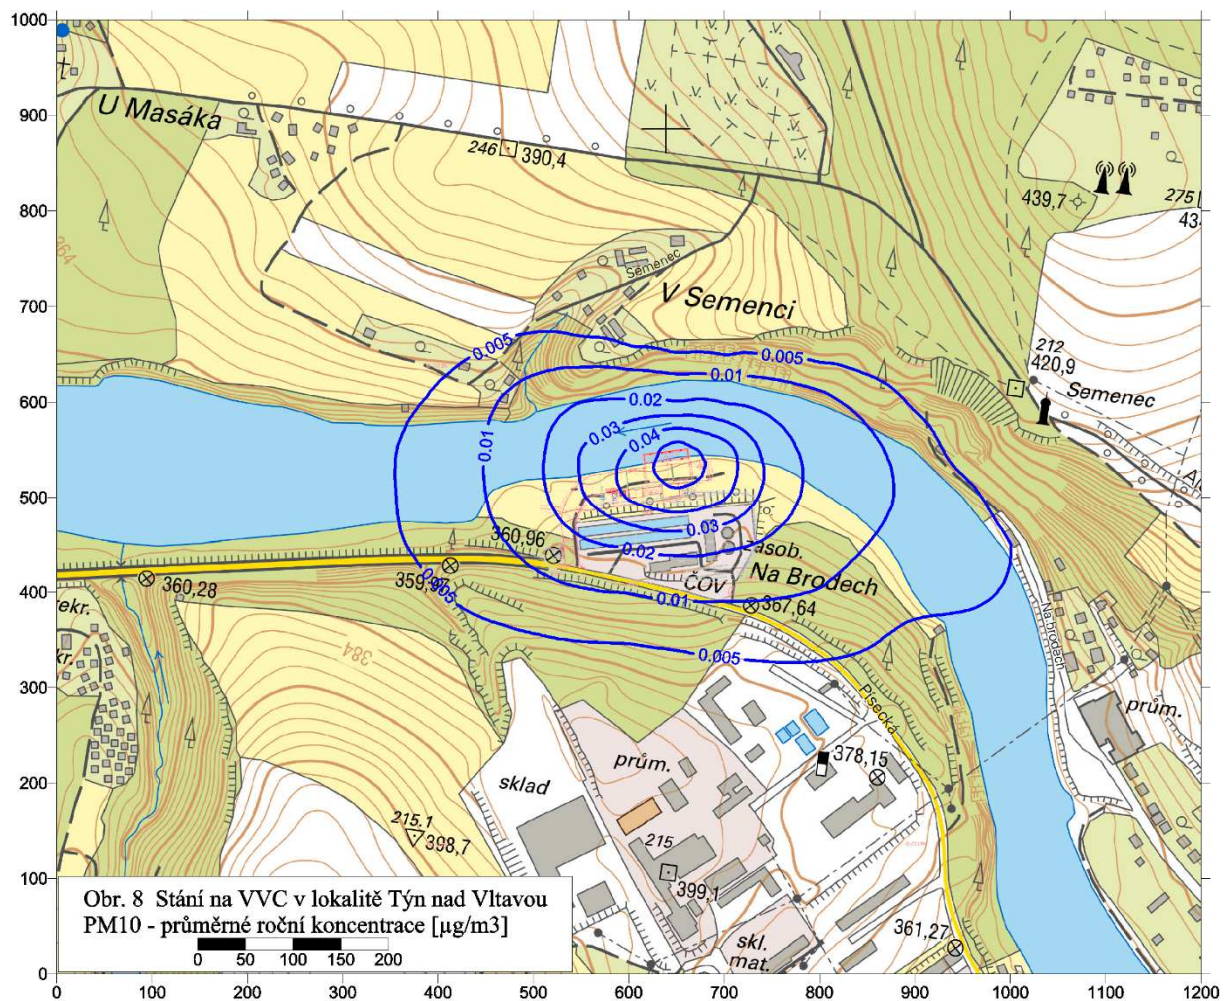 1000
900
800
700
600
500
400
300
200
100
0
0 100 200 300 400 500 600 700 800 900 1000 1100 1200
U Masáka
246 390,4
439,7
275
364
Semenec
V Semenci
212
420,9
Semenec
0.005
0.005
0.01
0.01
0.02
0.03
0.04
0.03
0.02
0.01
0.005
0.005
360,96
360,28
zásob.
Na Brodech
ČOV
367,64
384
Na brodech
Písecká
prům.
prům.
sklad
378,15
215.1
398,7
215
399,1
skl.
mat.
361,27
Obr. 8 Stání na VVC v lokalitě Týn nad Vltavou
PM10 - průměrné roční koncentrace [µg/m3]
0 50 100 150 200